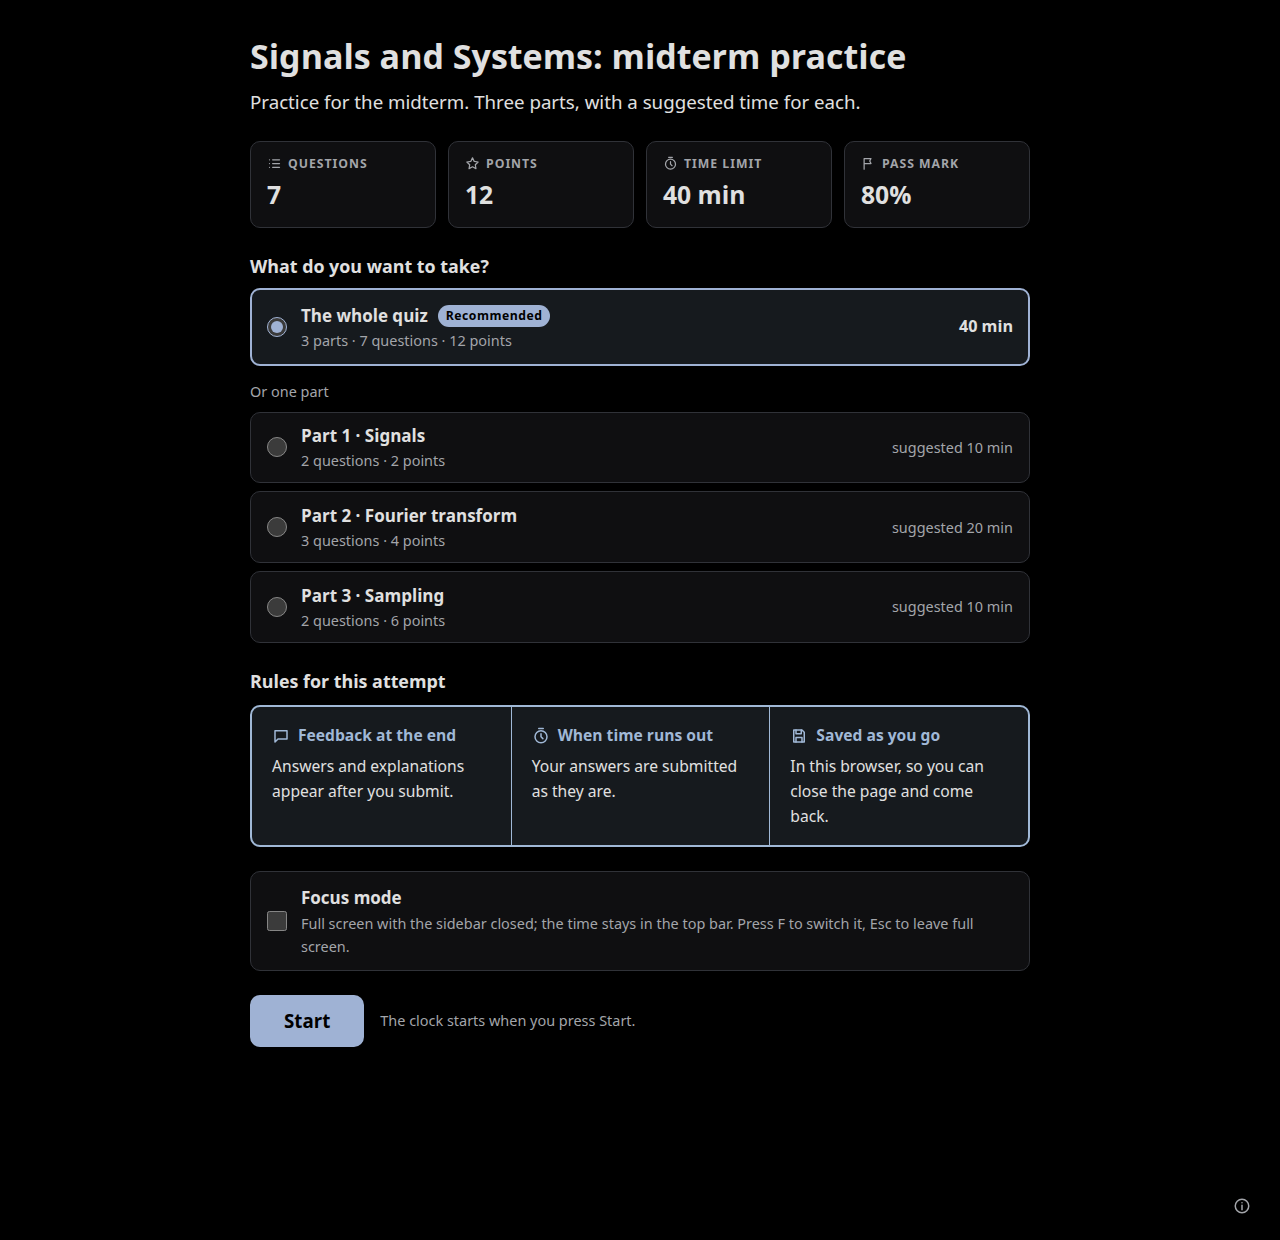 Signals and Systems: midterm practice
Practice for the midterm. Three parts, with a suggested time for each.
QUESTIONS
7
POINTS
12
TIME LIMIT
40 min
PASS MARK
80%
What do you want to take?
The whole quiz Recommended
3 parts · 7 questions · 12 points
40 min
Or one part
Part 1 · Signals
2 questions · 2 points
suggested 10 min
Part 2 · Fourier transform
3 questions · 4 points
suggested 20 min
Part 3 · Sampling
2 questions · 6 points
suggested 10 min
Rules for this attempt
Feedback at the end
Answers and explanations
appear after you submit.
When time runs out
Your answers are submitted
as they are.
Saved as you go
In this browser, so you can
close the page and come
back.
Focus mode
Full screen with the sidebar closed; the time stays in the top bar. Press F to switch it, Esc to leave full
screen.
Start
The clock starts when you press Start.